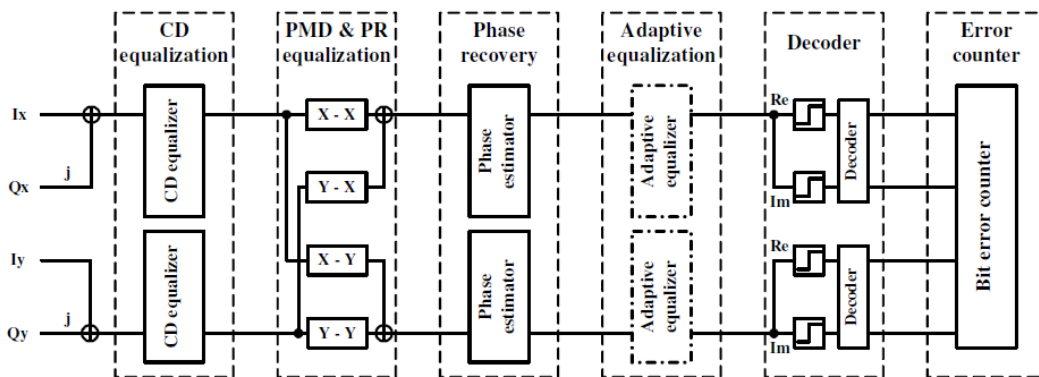 CD
equalization
PMD & PR
equalization
Phase
recovery
Adaptive
equalization
Decoder
Error
counter
Ix
j
Qx
Iy
j
Qy
CD equalizer
CD equalizer
X - X
Y - X
X - Y
Y - Y
Phase
estimator
Phase
estimator
Adaptive
equalizer
Adaptive
equalizer
Re
Im
Decoder
Re
Im
Decoder
Bit error counter